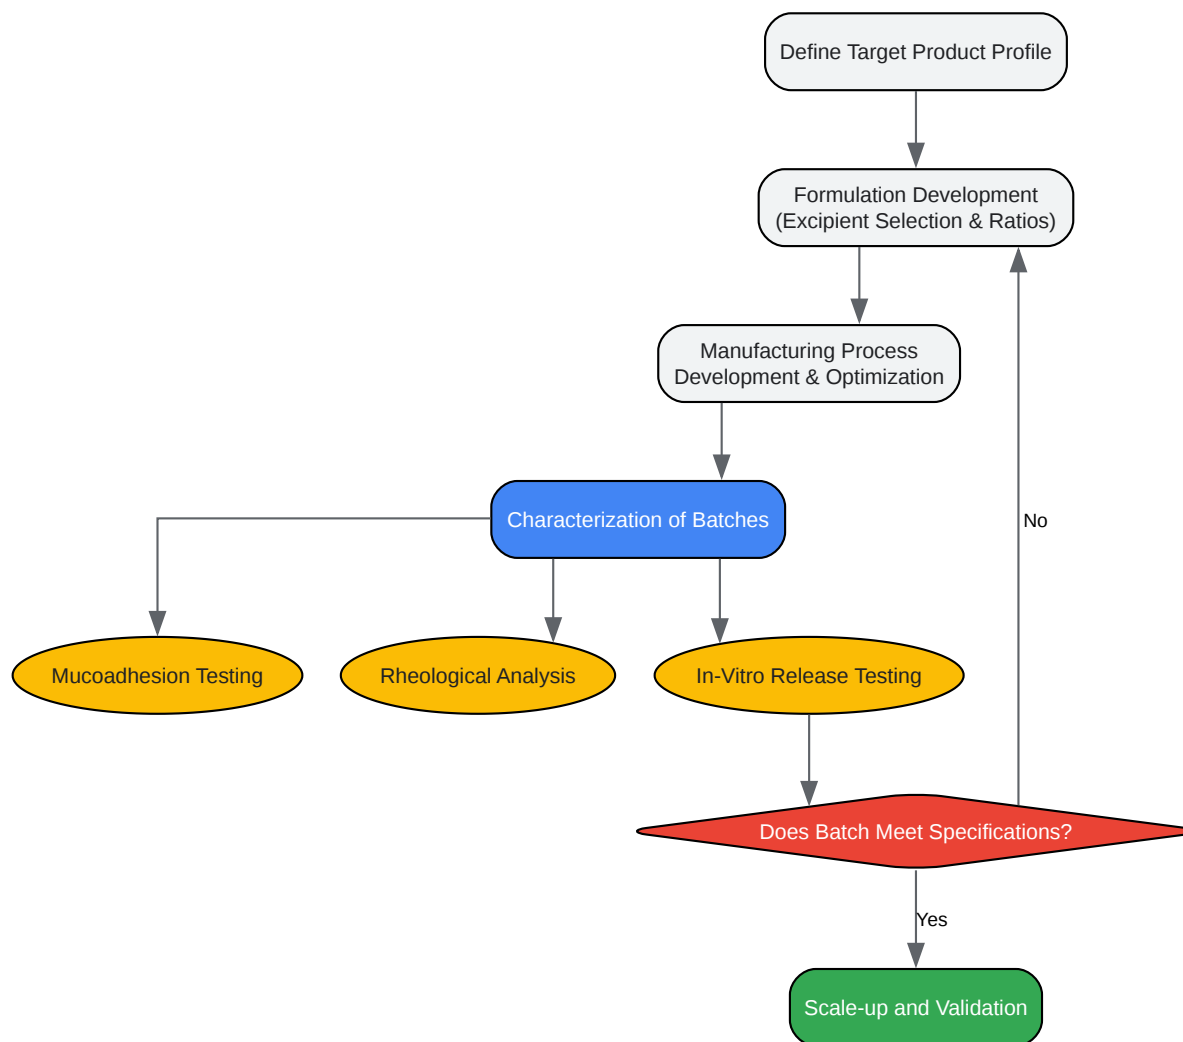 Define Target Product Profile
Formulation Development
(Excipient Selection & Ratios)
Manufacturing Process
Development & Optimization
Characterization of Batches
No
Mucoadhesion Testing
Rheological Analysis
In-Vitro Release Testing
Does Batch Meet Specifications?
Yes
Scale-up and Validation